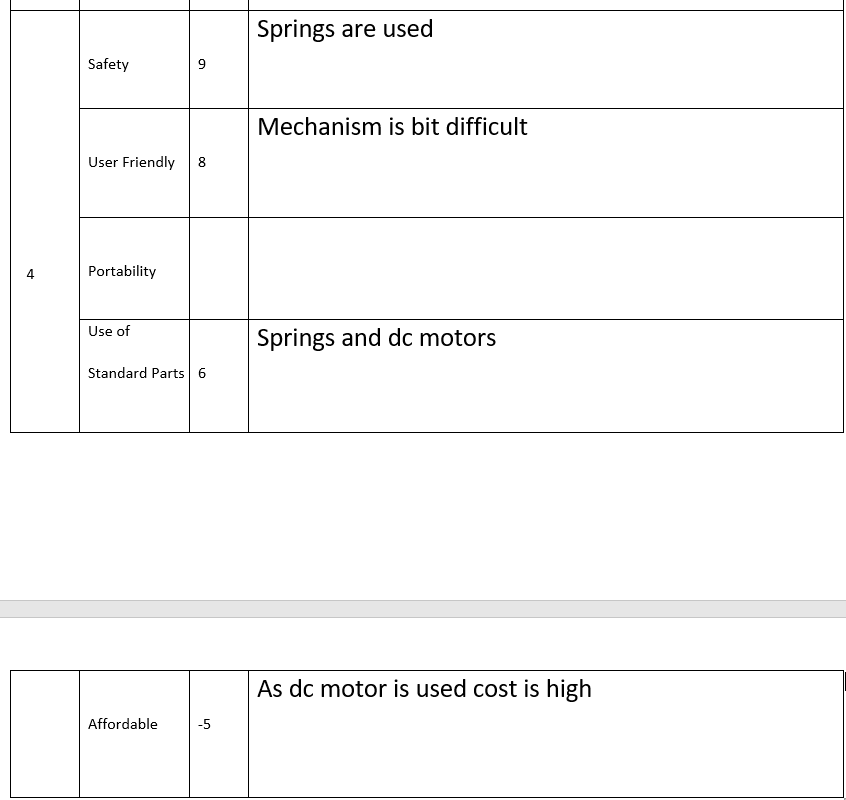 Safety 9 Springs are used
User Friendly 8 Mechanism is bit difficult
4 Portability
Use of
Standard Parts 6 Springs and dc motors
Affordable -5 As dc motor is used cost is high